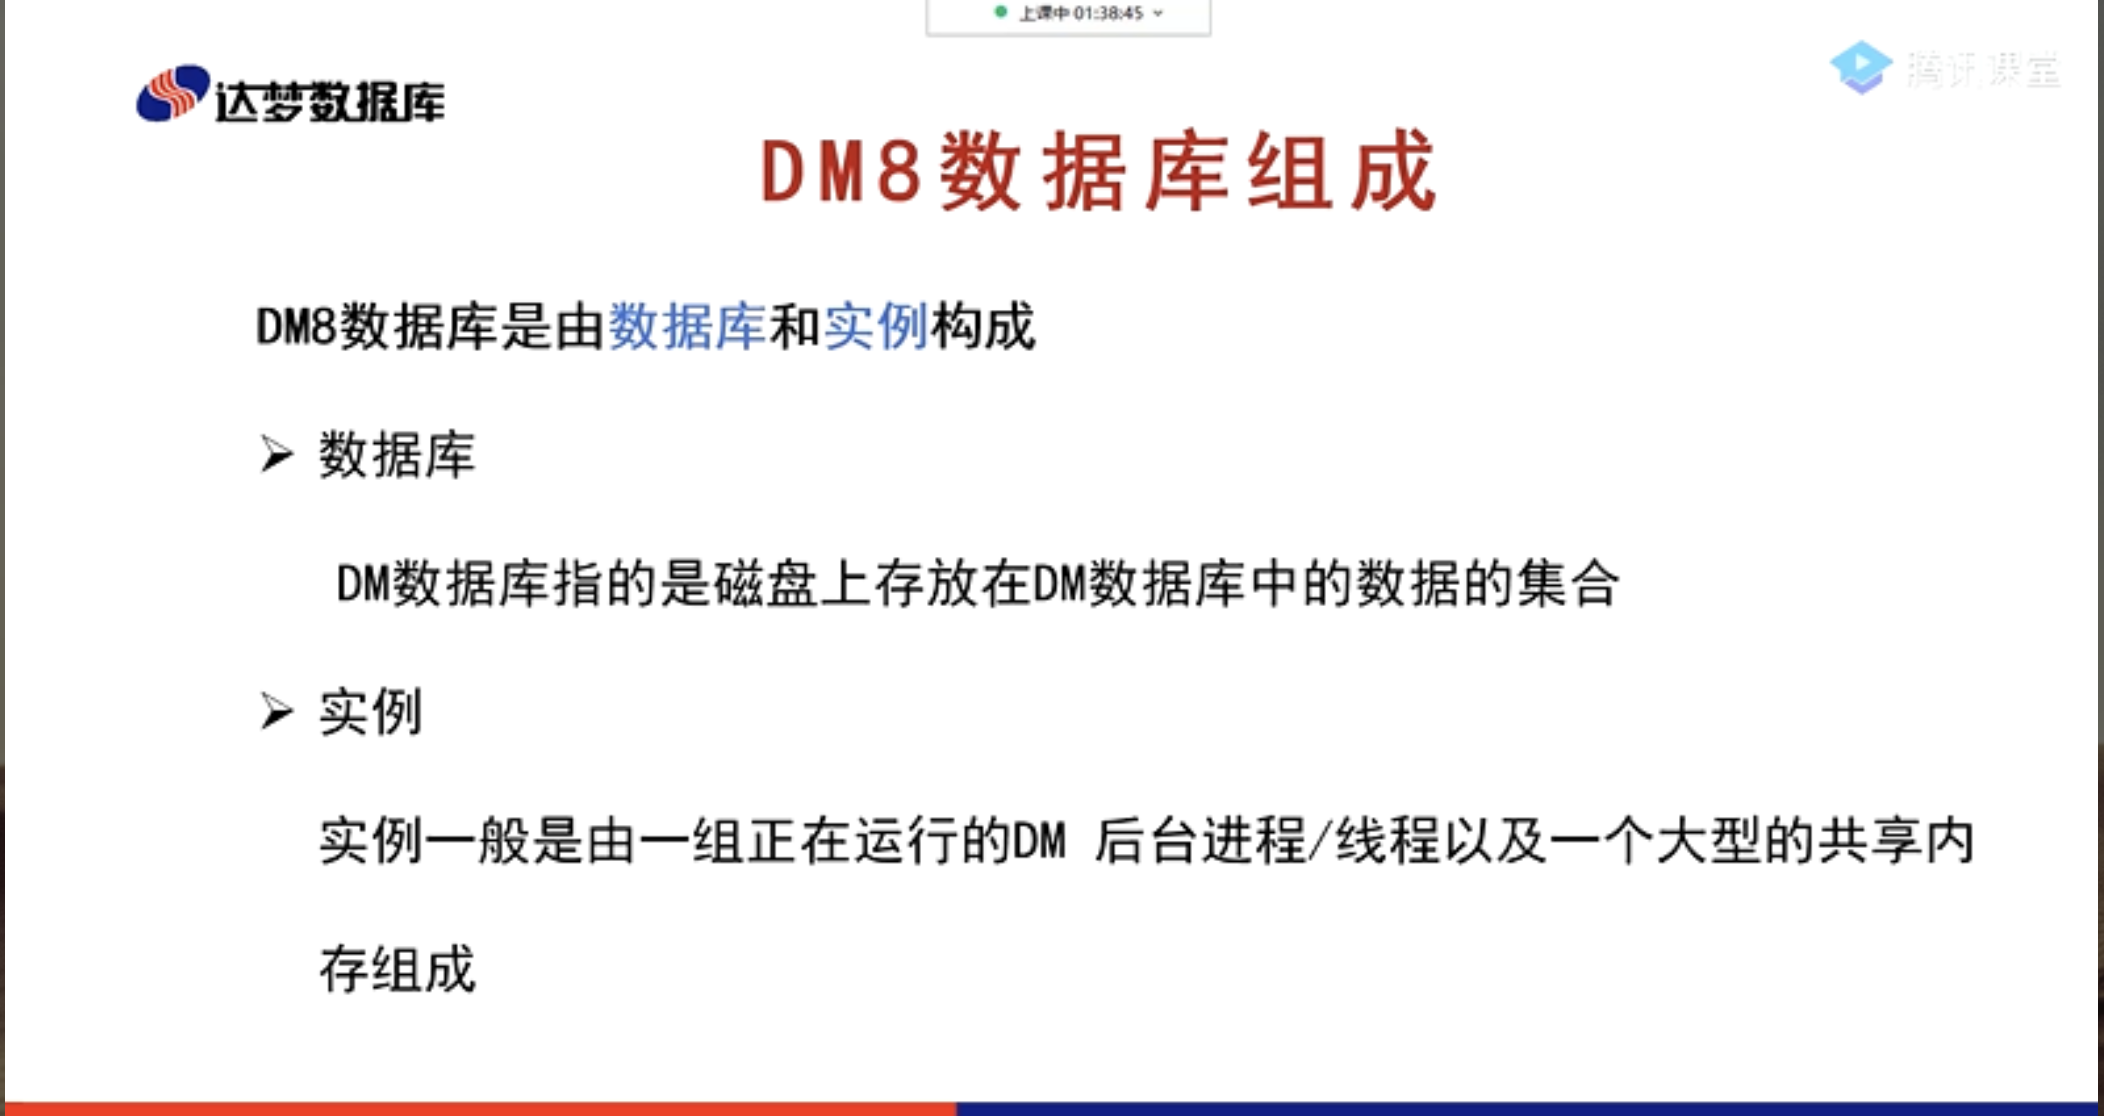 上课中 01:38:45
腾讯课堂
达梦数据库
DM8数据库组成
DM8数据库是由数据库和实例构成
➢ 数据库
DM数据库指的是磁盘上存放在DM数据库中的数据的集合
➢ 实例
实例一般是由一组正在运行的DM 后台进程/线程以及一个大型的共享内
存组成